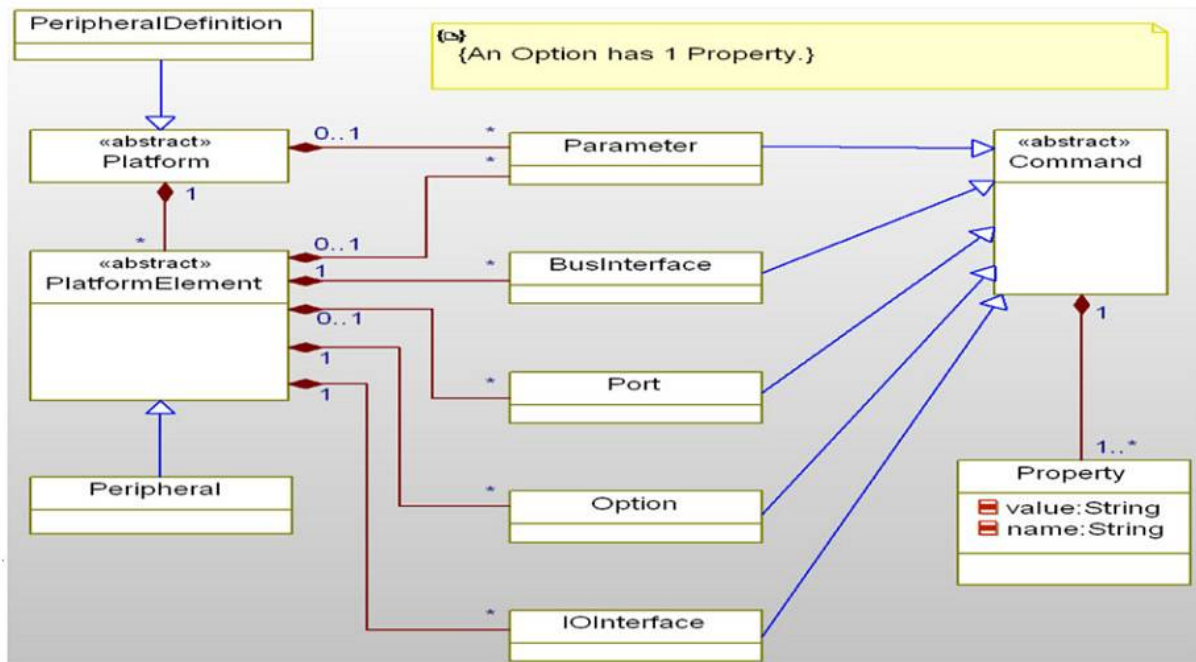 PeripheralDefinition
{An Option has 1 Property.}
«abstract»
Platform
0..1
*
Parameter
*
«abstract»
Command
1
*
0..1
«abstract»
PlatformElement
1
*
BusInterface
0..1
1
1
*
Port
1
1..*
Peripheral
*
Option
Property
value:String
name:String
*
IOInterface